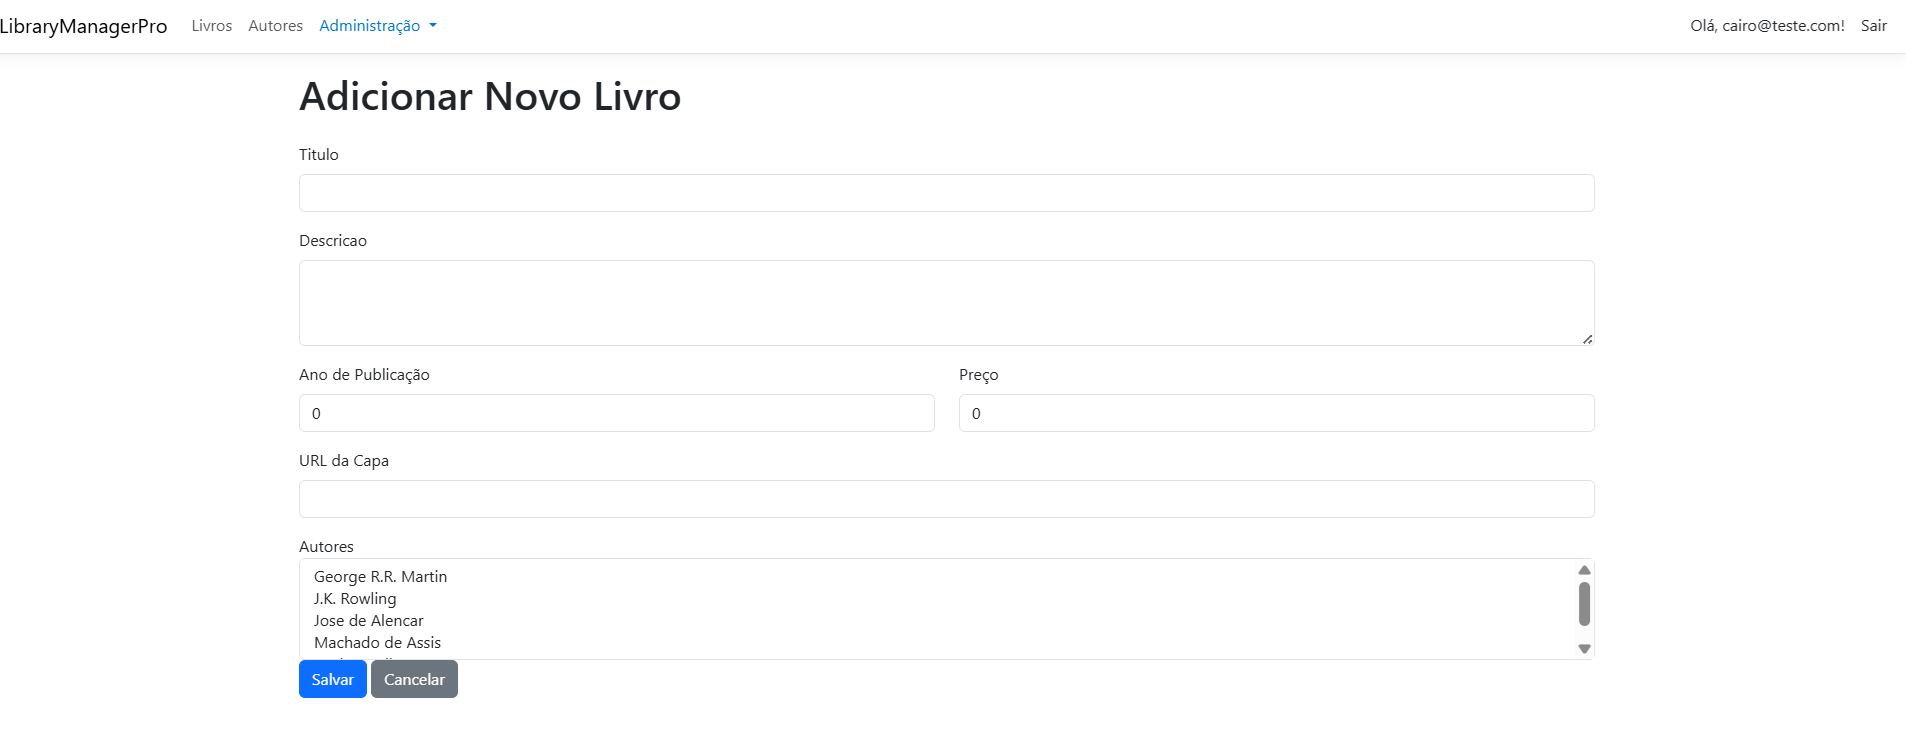 LibraryManagerPro Livros Autores Administração Olá, cairo@teste.com! Sair
Adicionar Novo Livro
Titulo
Descricao
Ano de Publicação Preço
0 0
URL da Capa
Autores
George R.R. Martin
J.K. Rowling
Jose de Alencar
Machado de Assis
Salvar Cancelar